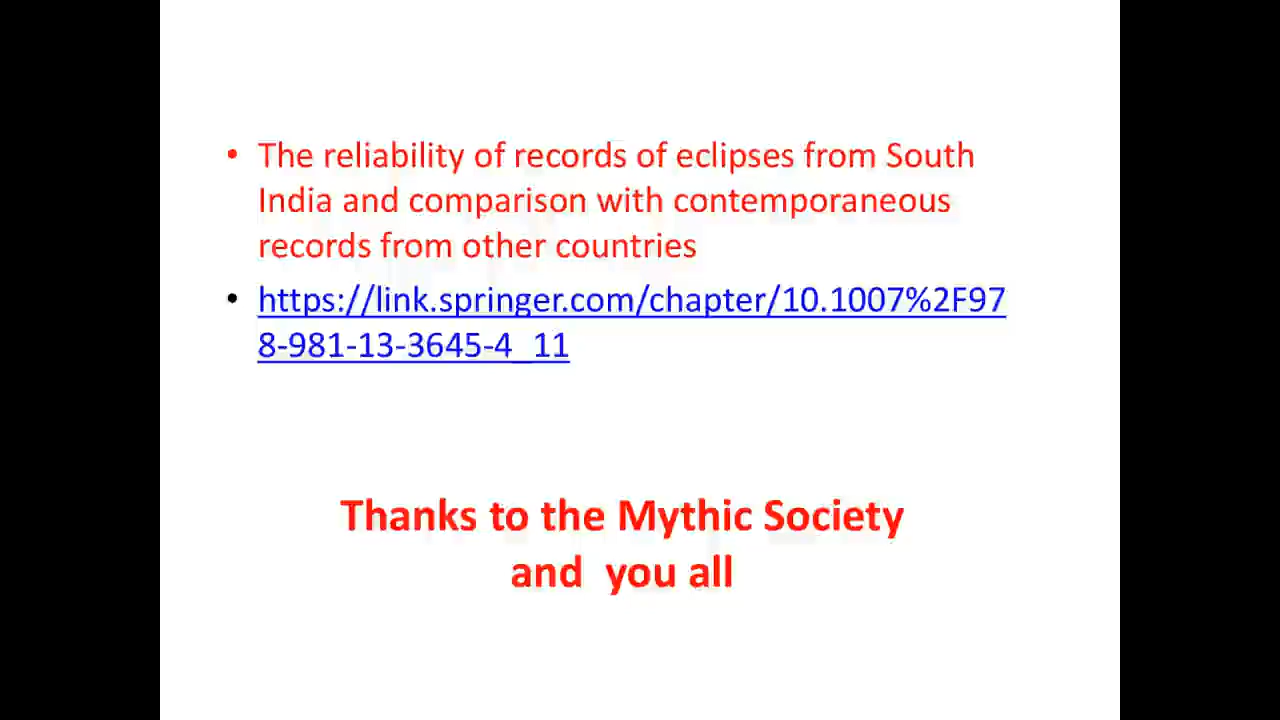 • The reliability of records of eclipses from South
India and comparison with contemporaneous
records from other countries
• https://link.springer.com/chapter/10.1007%2F97
8-981-13-3645-4_11
Thanks to the Mythic Society
and you all